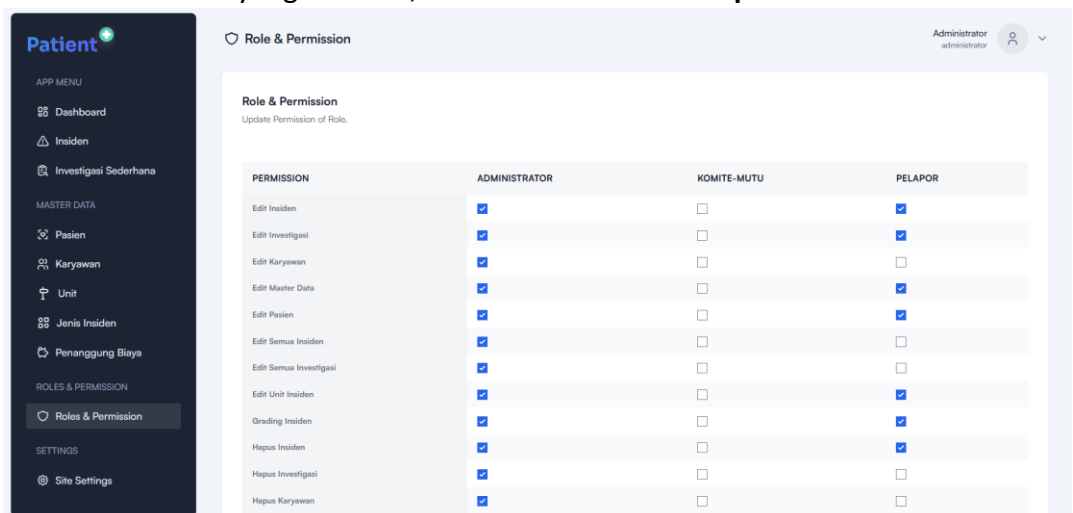 Patient
Role & Permission
Administrator
administrator
APP MENU
Dashboard
Insiden
Investigasi Sederhana
MASTER DATA
Pasien
Karyawan
Unit
Jenis Insiden
Penanggung Biaya
ROLES & PERMISSION
Roles & Permission
SETTINGS
Site Settings
Role & Permission
Update Permission of Role.
PERMISSION ADMINISTRATOR KOMITE-MUTU PELAPOR
Edit Insiden
Edit Investigasi
Edit Karyawan
Edit Master Data
Edit Pasien
Edit Semua Insiden
Edit Semua Investigasi
Edit Unit Insiden
Grading Insiden
Hapus Insiden
Hapus Investigasi
Hapus Karyawan